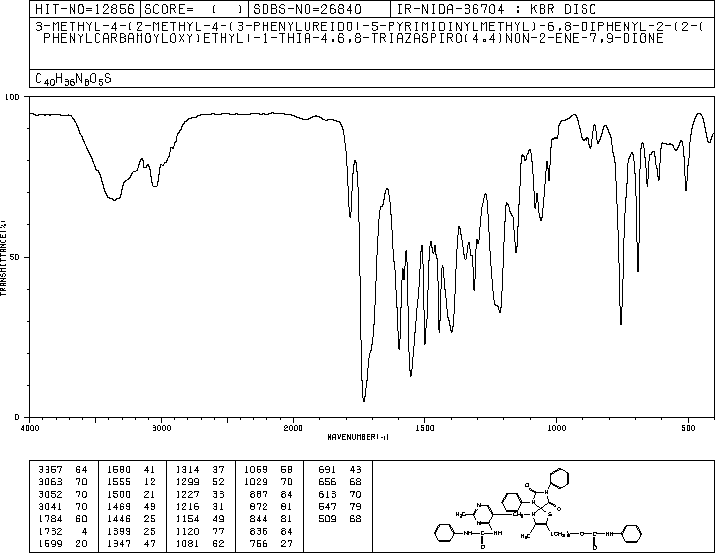 HIT-NO=12856 SCORE= ( ) SDBS-NO=26840 IR-NIDA-36704 : KBR DISC
3-METHYL-4-(2-METHYL-4-(3-PHENYLUREIDO)-5-PYRIMIDINYLMETHYL)-6,8-DIPHENYL-2-(2-(
PHENYLCARBAMOYLOXY)ETHYL)-1-THIA-4,6,8-TRIAZASPIRO(4.4)NON-2-ENE-7,9-DIONE
C40H36N8O5S
100
TRANSMITTANCE(%)
50
0
4000 3000 2000 1500 1000 500
WAVENUMBER(-1)
3367 64 1580 41 1314 37 1069 68 691 43
3063 70 1555 12 1299 52 1029 70 656 68
3052 70 1500 21 1227 33 887 84 613 70
3041 70 1469 49 1216 31 872 81 547 79
1784 60 1446 25 1154 49 844 81 509 68
1732 4 1399 25 1120 77 836 84
1599 20 1347 47 1081 62 756 27